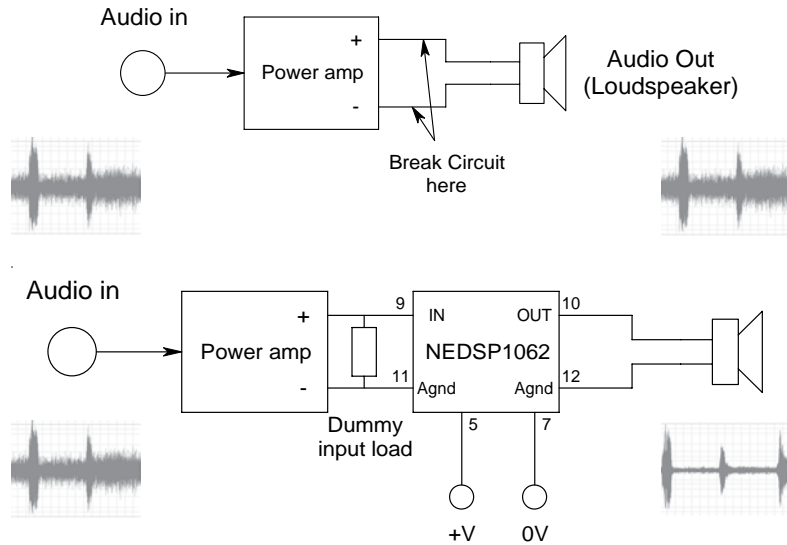 Audio in
+
Power amp
-
Audio Out
(Loudspeaker)
Break Circuit
here
Audio in
+
Power amp
-
9
11
Dummy
input load
IN
OUT
NEDSP1062
Agnd
Agnd
10
12
5
7
+V
0V